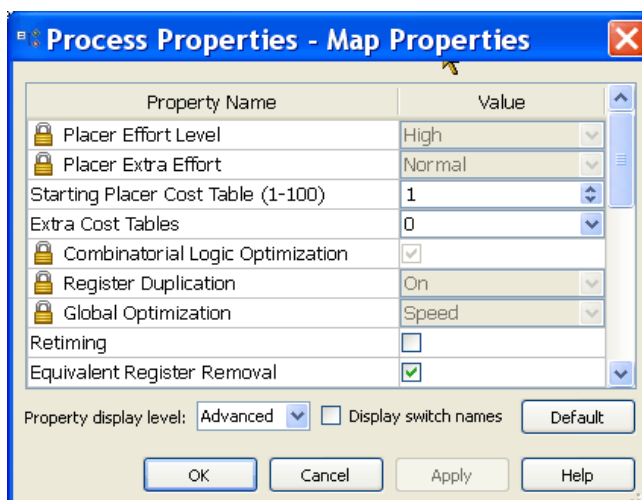 Process Properties - Map Properties
Property Name Value
Placer Effort Level High
Placer Extra Effort Normal
Starting Placer Cost Table (1-100) 1
Extra Cost Tables 0
Combinatorial Logic Optimization
Register Duplication On
Global Optimization Speed
Retiming
Equivalent Register Removal
Property display level: Advanced Display switch names Default
OK Cancel Apply Help